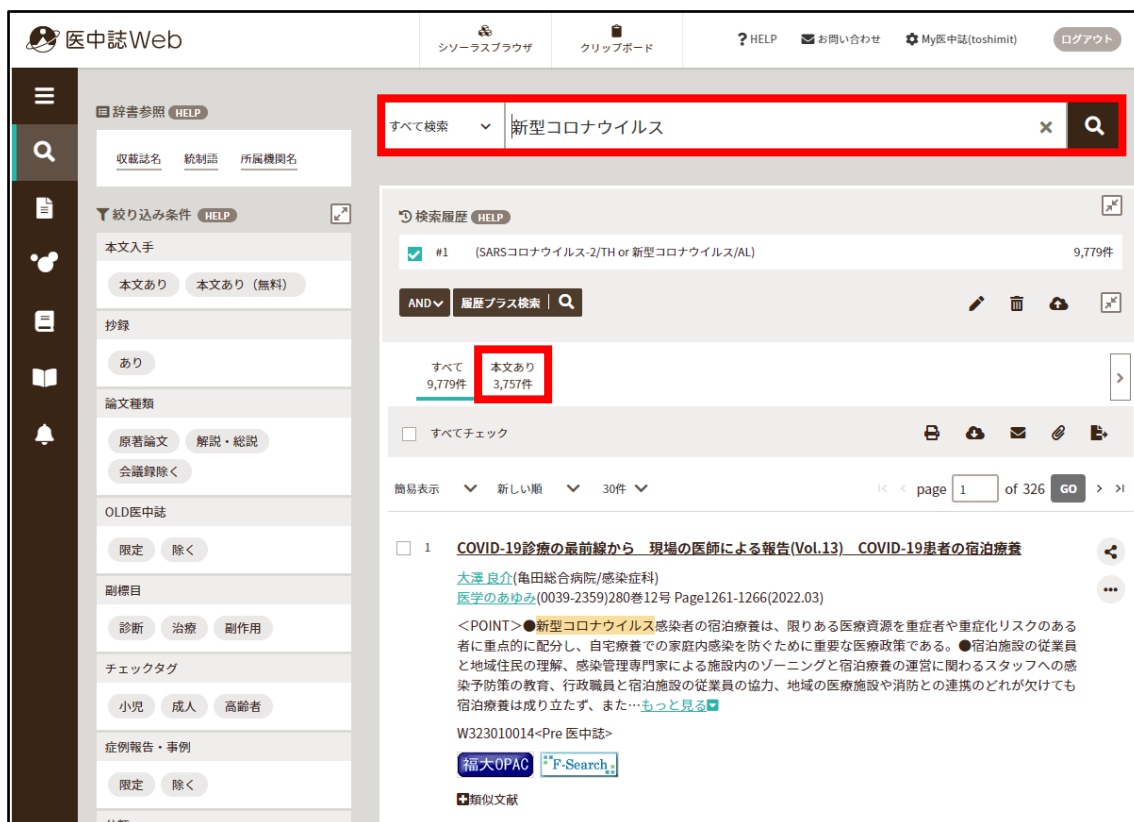 医中誌Web
シソーラスブラウザ
クリップボード
HELP
お問い合わせ
My医中誌(toshimit)
ログアウト
辞書参照 HELP
収載誌名 統制語 所属機関名
すべて検索 新型コロナウイルス
絞り込み条件 HELP
本文入手
本文あり 本文あり（無料）
抄録
あり
論文種類
原著論文 解説・総説
会議録除く
OLD医中誌
限定 除く
副標目
診断 治療 副作用
チェックタグ
小児 成人 高齢者
症例報告・事例
限定 除く
検索履歴 HELP
#1 (SARSコロナウイルス-2/TH or 新型コロナウイルス/AL) 9,779件
AND 履歴プラス検索
すべて
9,779件
本文あり
3,757件
すべてチェック
簡易表示 新しい順 30件 page 1 of 326 GO
1 COVID-19診療の最前線から 現場の医師による報告(Vol.13) COVID-19患者の宿泊療養
大澤 良介(亀田総合病院/感染症科)
医学のあゆみ(0039-2359)280巻12号 Page1261-1266(2022.03)
<POINT>●新型コロナウイルス感染者の宿泊療養は、限りある医療資源を重症者や重症化リスクのある
者に重点的に配分し、自宅療養での家庭内感染を防ぐために重要な医療政策である。●宿泊施設の従業員
と地域住民の理解、感染管理専門家による施設内のゾーニングと宿泊療養の運営に関わるスタッフへの感
染予防策の教育、行政職員と宿泊施設の従業員の協力、地域の医療施設や消防との連携のどれが欠けても
宿泊療養は成り立たず、また…もっと見る
W323010014<Pre 医中誌>
福大OPAC F-Search
類似文献